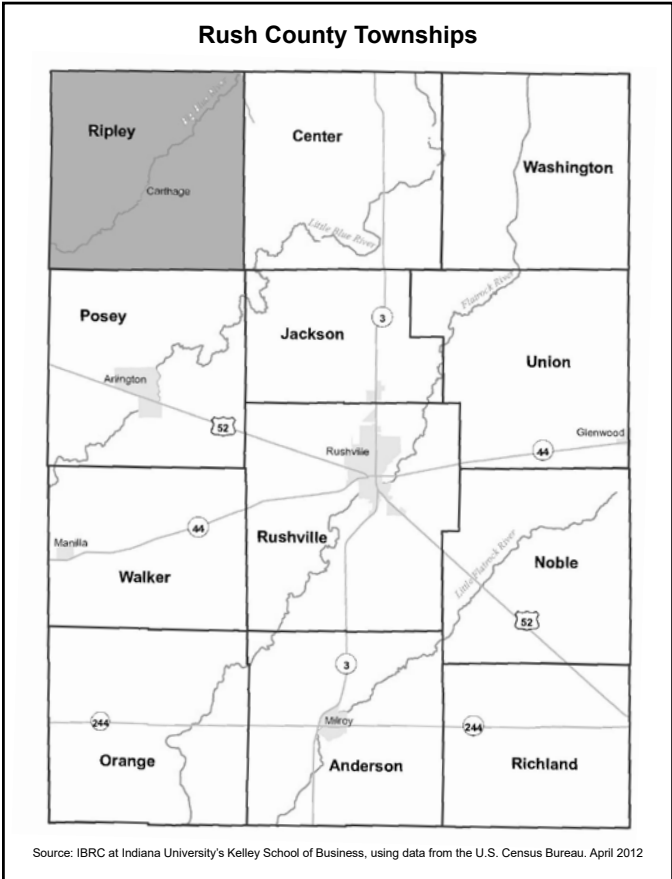 Rush County Townships
Ripley
Center
Washington
Carthage
Little Blue River
Flatrock River
Posey
Jackson
3
Union
Arlington
52
Glenwood
Rushville
44
44
Manilla
Rushville
Walker
Noble
Little Flatrock River
52
3
244
Milroy
244
Orange
Anderson
Richland
Source: IBRC at Indiana University's Kelley School of Business, using data from the U.S. Census Bureau. April 2012